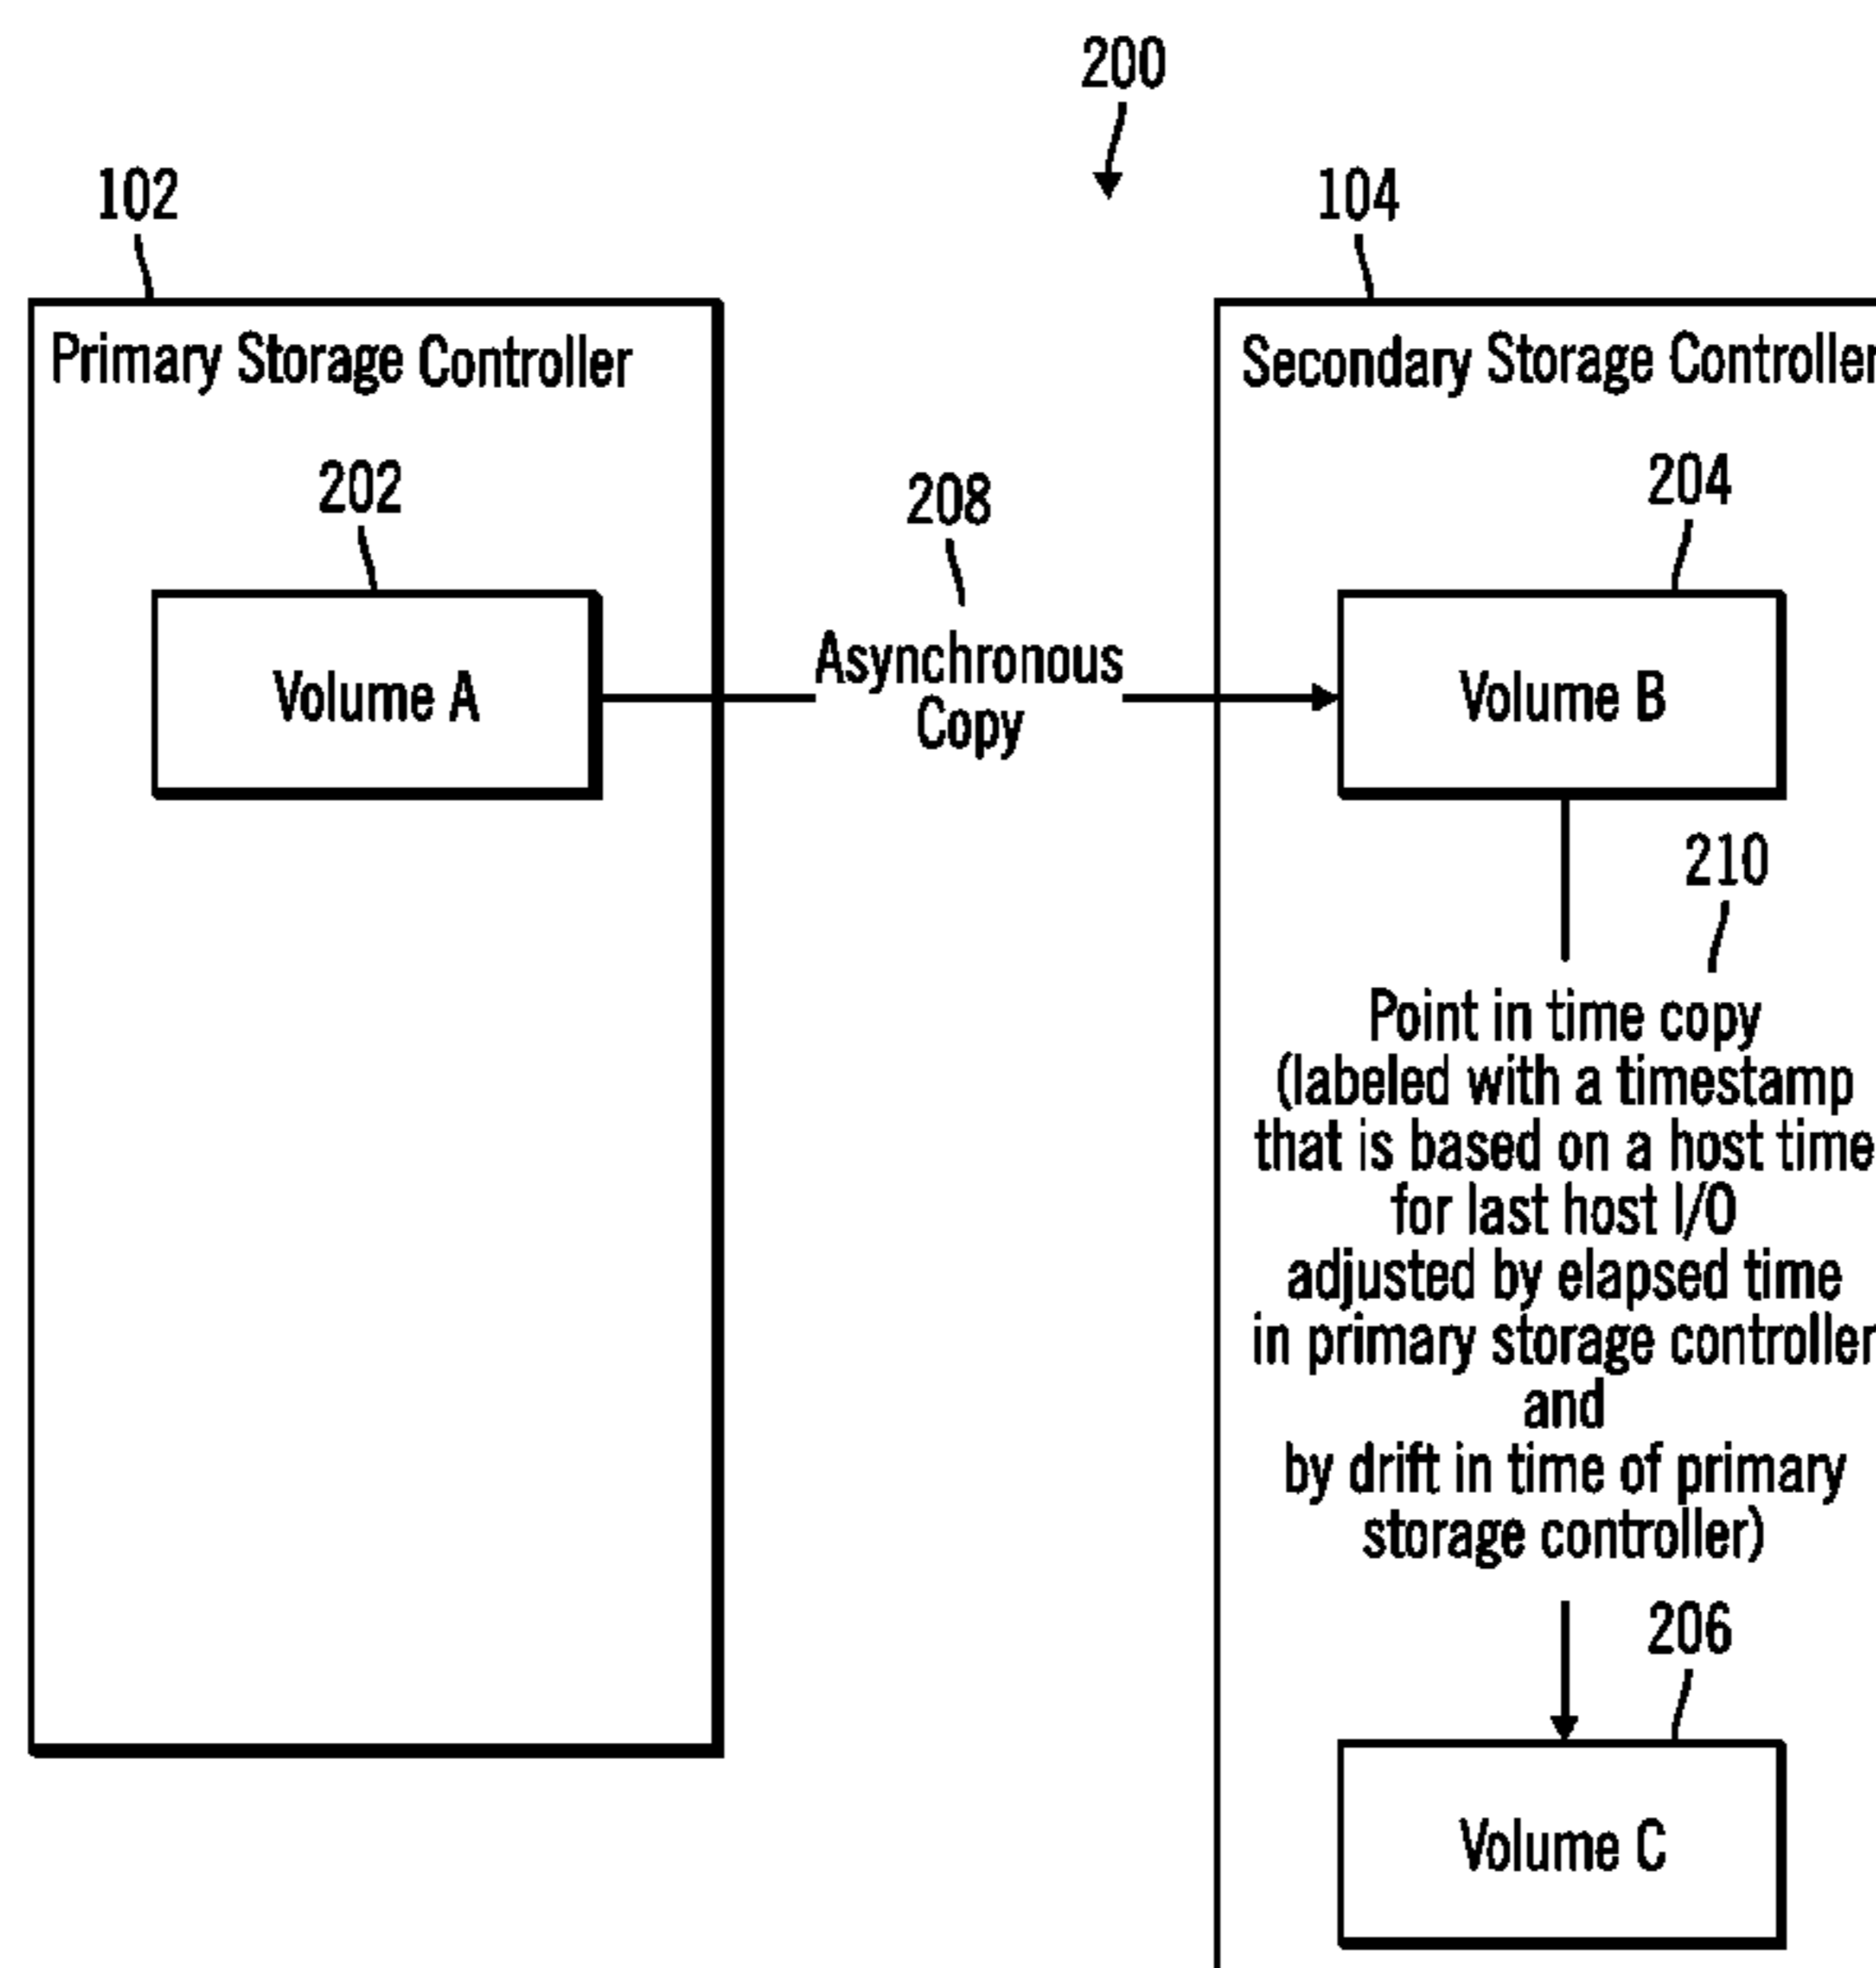 200
102
104
Primary Storage Controller
Secondary Storage Controller
202
208
204
Volume A
Asynchronous
Copy
Volume B
210
Point in time copy
(labeled with a timestamp
that is based on a host time
for last host I/O
adjusted by elapsed time
in primary storage controller
and
by drift in time of primary
storage controller)
206
Volume C